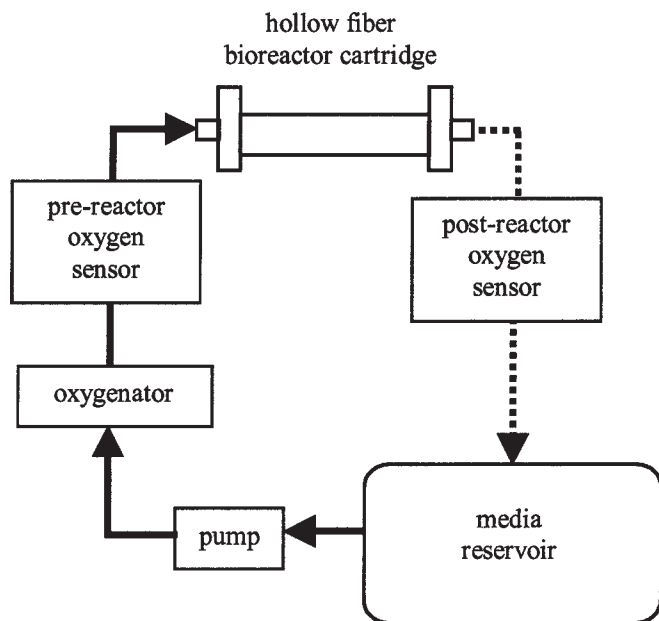 hollow fiber
bioreactor cartridge
pre-reactor
oxygen
sensor
post-reactor
oxygen
sensor
oxygenator
pump
media
reservoir